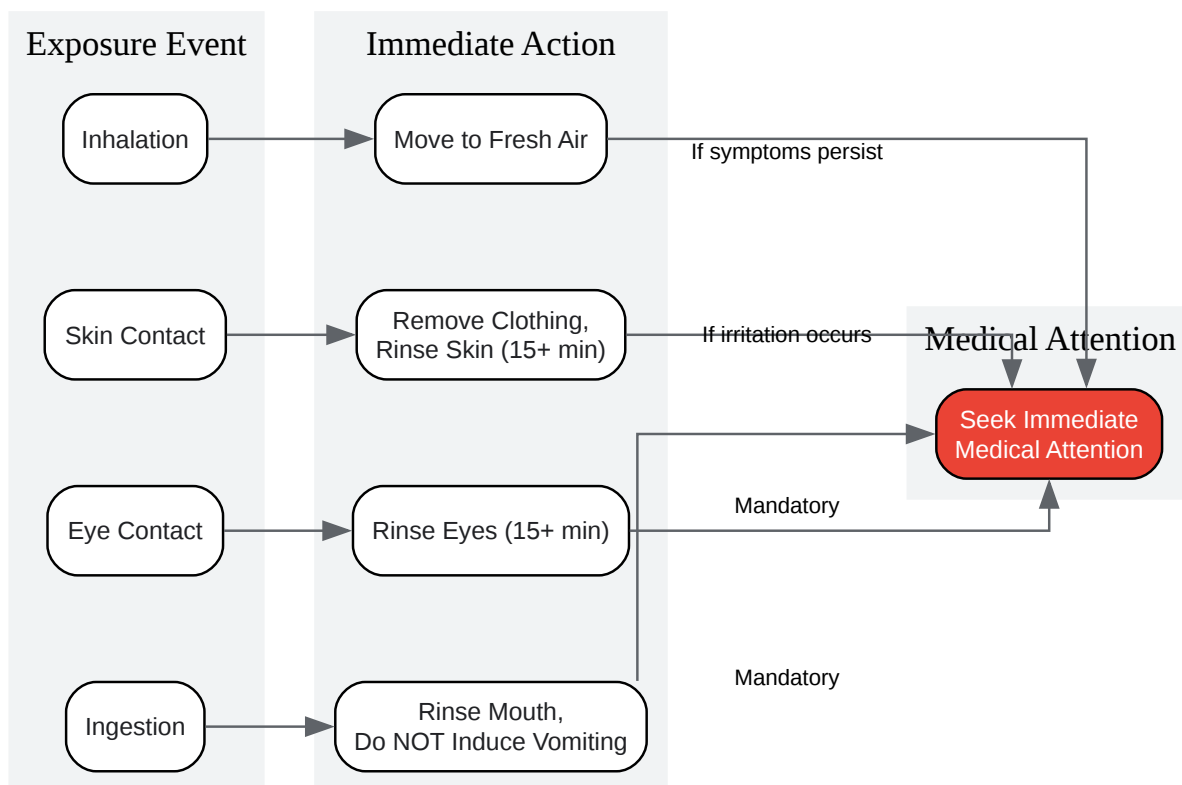 Exposure Event
Immediate Action
Inhalation
Move to Fresh Air
If symptoms persist
Skin Contact
Remove Clothing,
Rinse Skin (15+ min)
If irritation occurs
Medical Attention
Seek Immediate
Medical Attention
Eye Contact
Rinse Eyes (15+ min)
Mandatory
Ingestion
Rinse Mouth,
Do NOT Induce Vomiting
Mandatory